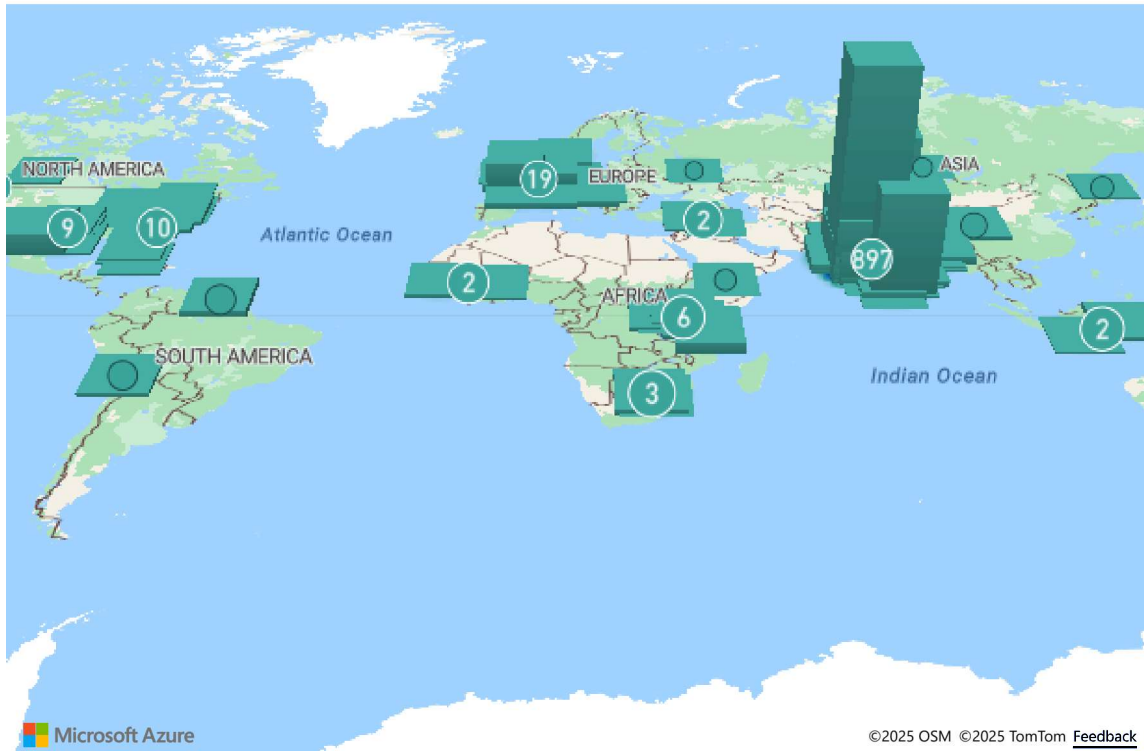 NORTH AMERICA
ASIA
19
EUROPE
9
10
2
Atlantic Ocean
897
2
AFRICA
6
2
SOUTH AMERICA
Indian Ocean
3
Microsoft Azure
©2025 OSM ©2025 TomTom Feedback